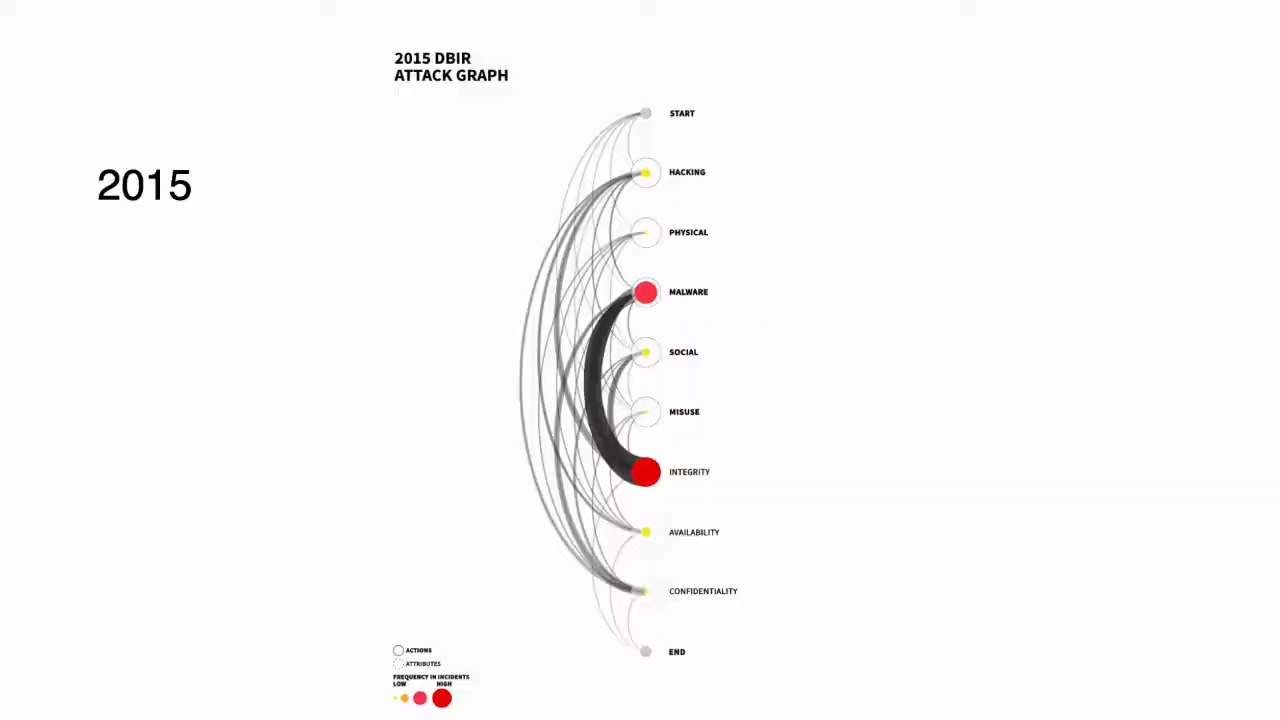 2015 DBIR
ATTACK GRAPH
2015
START
HACKING
PHYSICAL
MALWARE
SOCIAL
MISUSE
INTEGRITY
AVAILABILITY
CONFIDENTIALITY
END
ACTIONS
ATTRIBUTES
FREQUENCY IN INCIDENTS
LOW HIGH